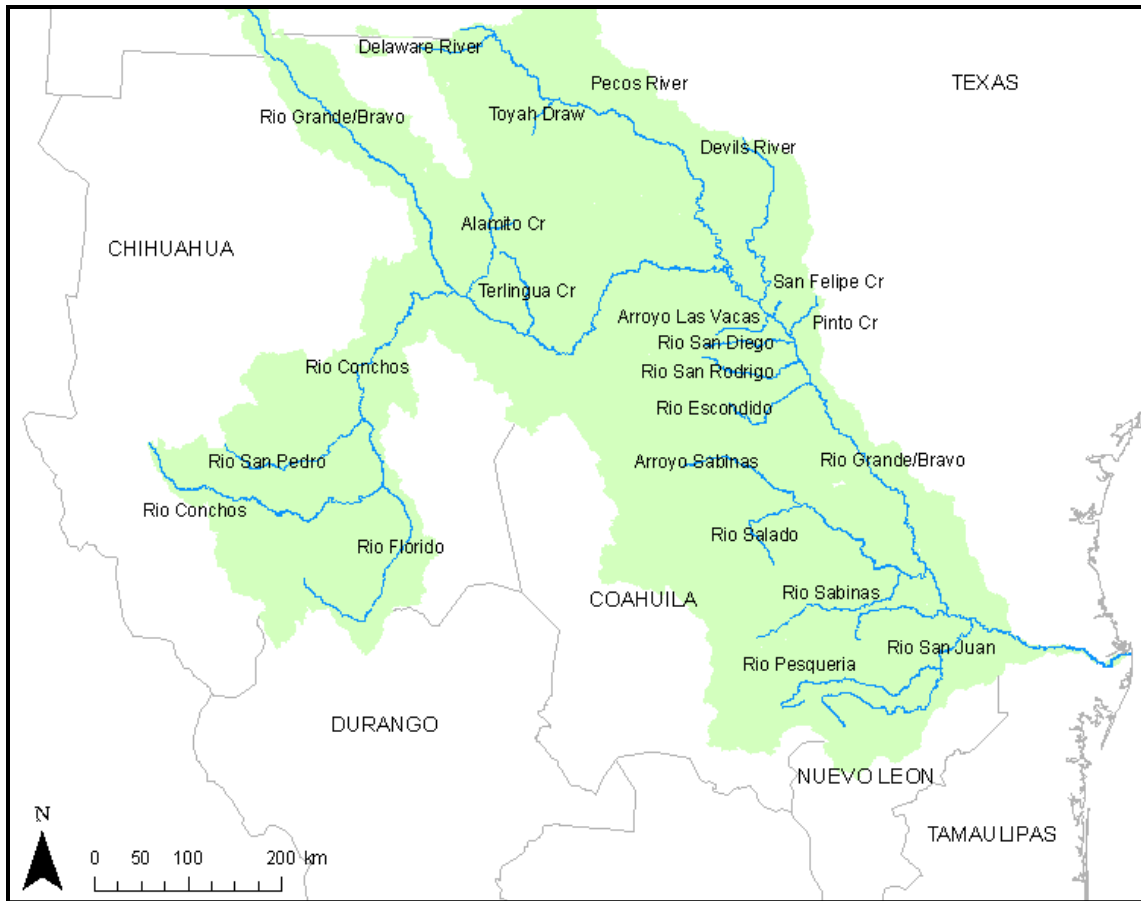 Delaware River
Pecos River
TEXAS
Rio Grande/Bravo
Toyah Draw
Devils River
Alamito Cr
CHIHUAHUA
San Felipe Cr
Terlingua Cr
Arroyo Las Vacas
Pinto Cr
Rio San Diego
Rio Conchos
Rio San Rodrigo
Rio Escondido
Rio San Pedro
Arroyo Sabinas
Rio Grande/Bravo
Rio Conchos
Rio Salado
Rio Florido
Rio Sabinas
COAHUILA
Rio San Juan
Rio Pesqueria
DURANGO
NUEVO LEON
TAMAULIPAS
N
0 50 100 200 km